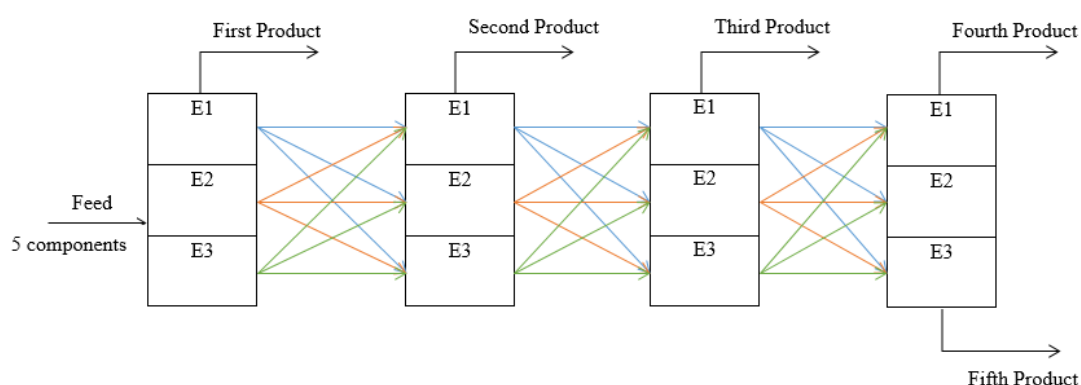 First Product
Second Product
Third Product
Fourth Product
E1
E1
E1
E1
E2
E2
E2
E2
Feed
5 components
E3
E3
E3
E3
Fifth Product